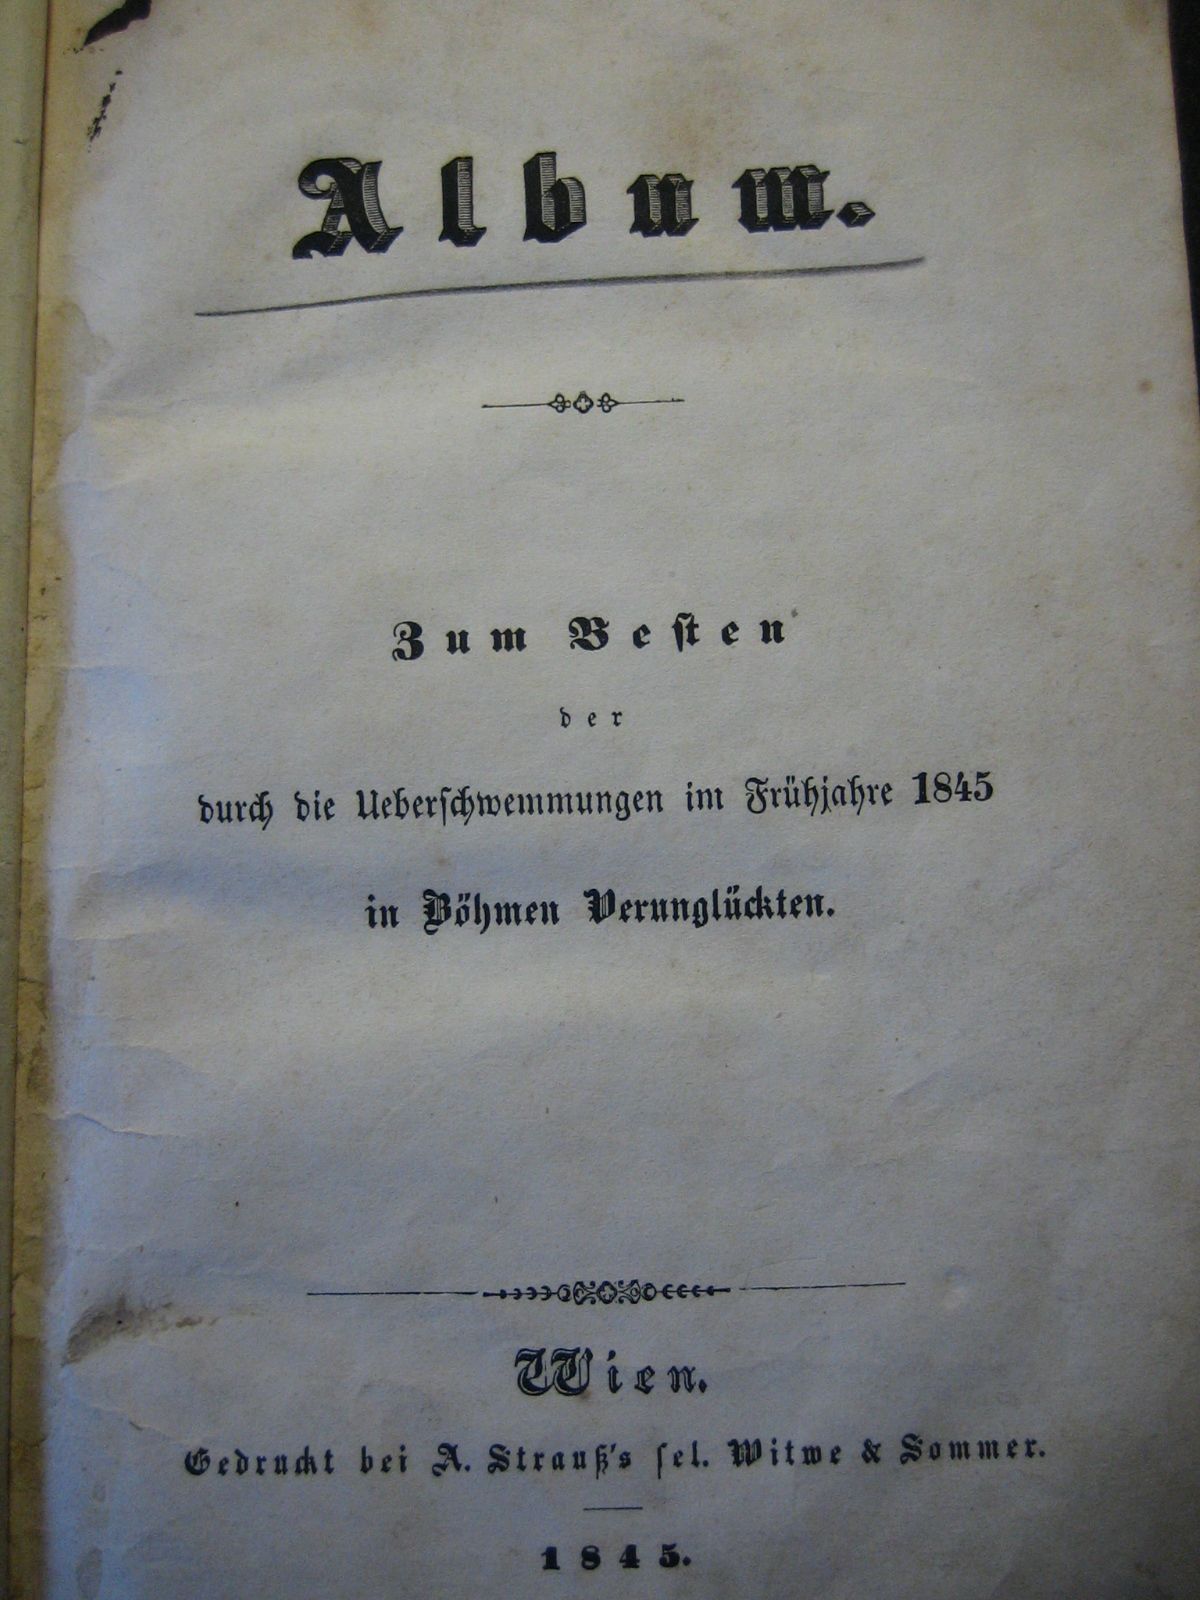 Album.
Zum Besten
der
durch die Ueberschwemmungen im Frühjahre 1845
in Böhmen Verunglückten.
Wien.
Gedruckt bei A. Strauß's sel. Witwe & Sommer.
1845.